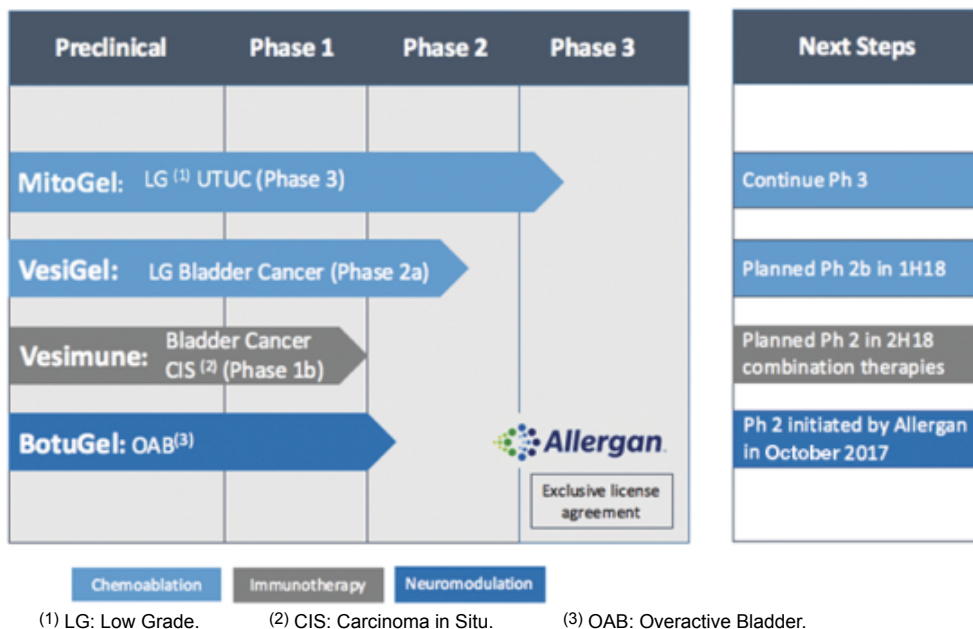 Preclinical Phase 1 Phase 2 Phase 3 Next Steps
MitoGel: LG (1) UTUC (Phase 3)
Continue Ph 3
VesiGel: LG Bladder Cancer (Phase 2a)
Planned Ph 2b in 1H18
Vesimune: Bladder Cancer
CIS (2) (Phase 1b)
Planned Ph 2 in 2H18
combination therapies
BotuGel: OAB(3)
Allergan
Ph 2 initiated by Allergan
in October 2017
Exclusive license
agreement
Chemoablation Immunotherapy Neuromodulation
(1) LG: Low Grade. (2) CIS: Carcinoma in Situ. (3) OAB: Overactive Bladder.